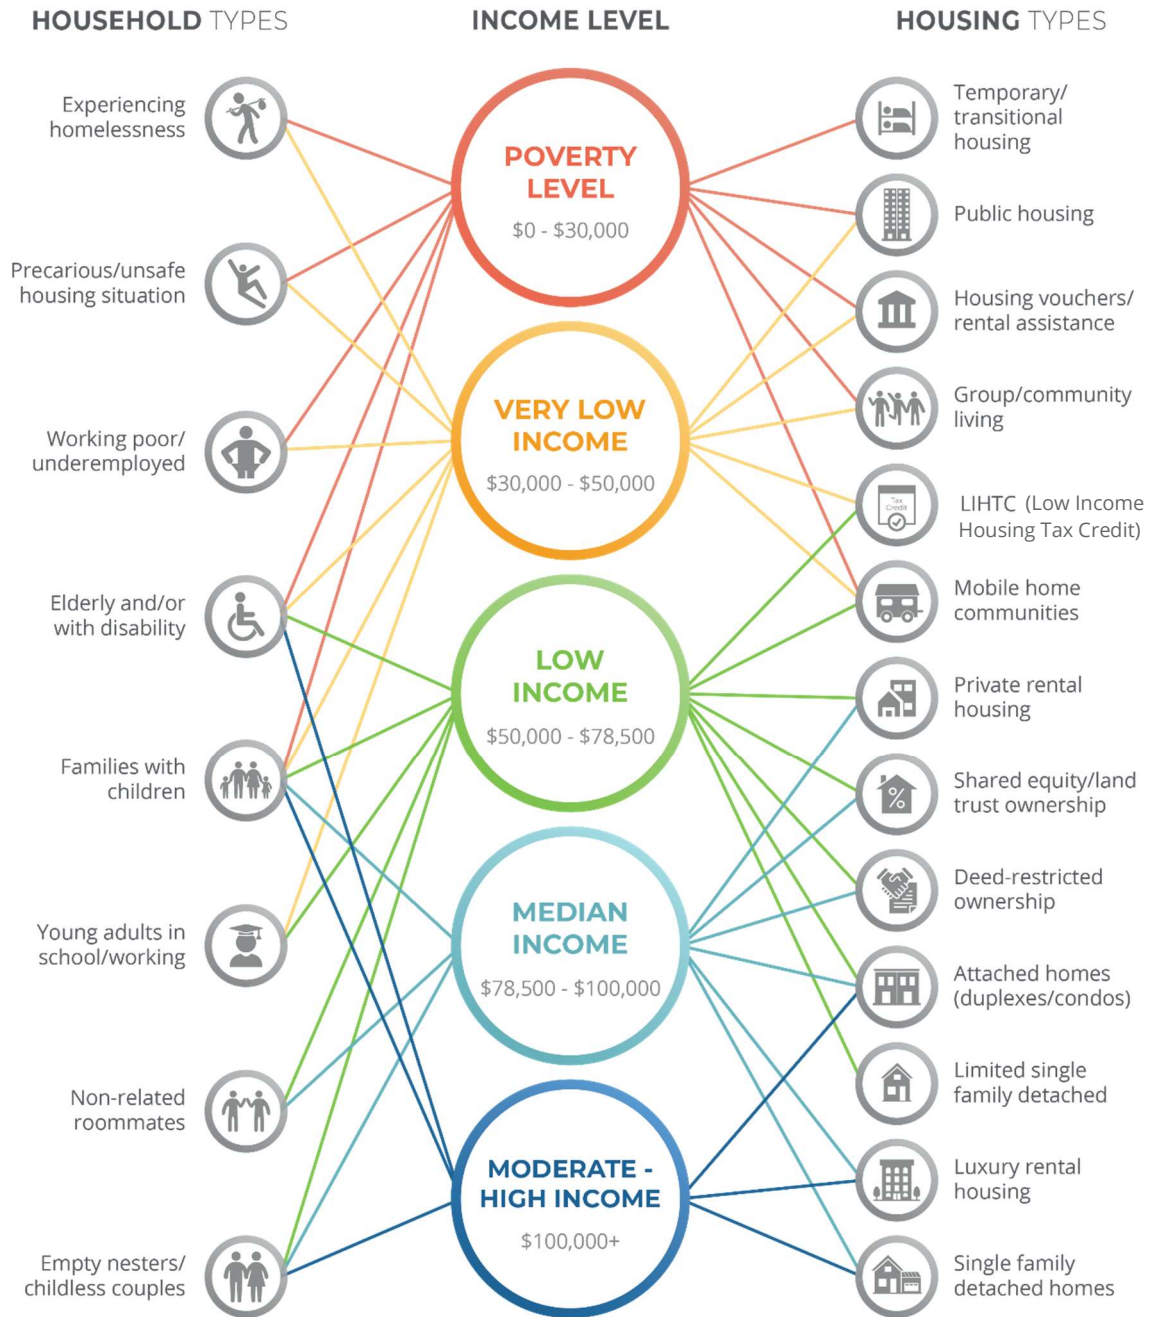 HOUSEHOLD TYPES
INCOME LEVEL
HOUSING TYPES
Experiencing
homelessness
Precarious/unsafe
housing situation
Working poor/
underemployed
Elderly and/or
with disability
Families with
children
Young adults in
school/working
Non-related
roommates
Empty nesters/
childless couples
POVERTY
LEVEL
$0 - $30,000
VERY LOW
INCOME
$30,000 - $50,000
LOW
INCOME
$50,000 - $78,500
MEDIAN
INCOME
$78,500 - $100,000
MODERATE -
HIGH INCOME
$100,000+
Temporary/
transitional
housing
Public housing
Housing vouchers/
rental assistance
Group/community
living
Tax
Credit
LIHTC (Low Income
Housing Tax Credit)
Mobile home
communities
Private rental
housing
Shared equity/land
trust ownership
%
Deed-restricted
ownership
Attached homes
(duplexes/condos)
Limited single
family detached
Luxury rental
housing
Single family
detached homes